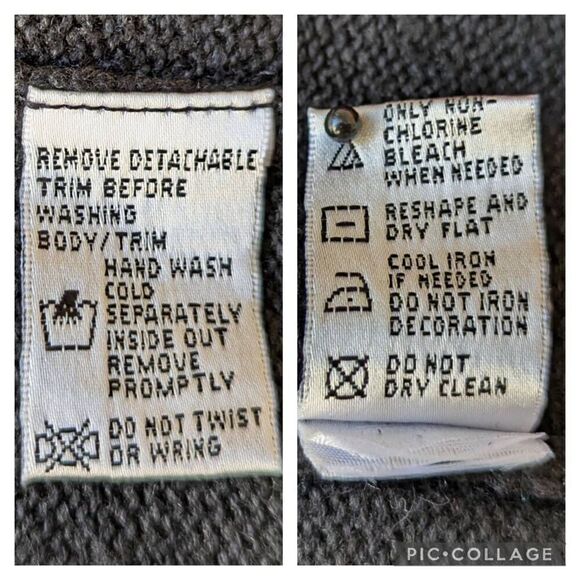 REMOVE DETACHABLE
TRIM BEFORE
WASHING
BODY/TRIM
HAND WASH
COLD
SEPARATELY
INSIDE OUT
REMOVE
PROMPTLY
DO NOT TWIST
OR WRING
ONLY NON-
CHLORINE
BLEACH
WHEN NEEDED
RESHAPE AND
DRY FLAT
COOL IRON
IF NEEDED
DO NOT IRON
DECORATION
DO NOT
DRY CLEAN
PIC•COLLAGE